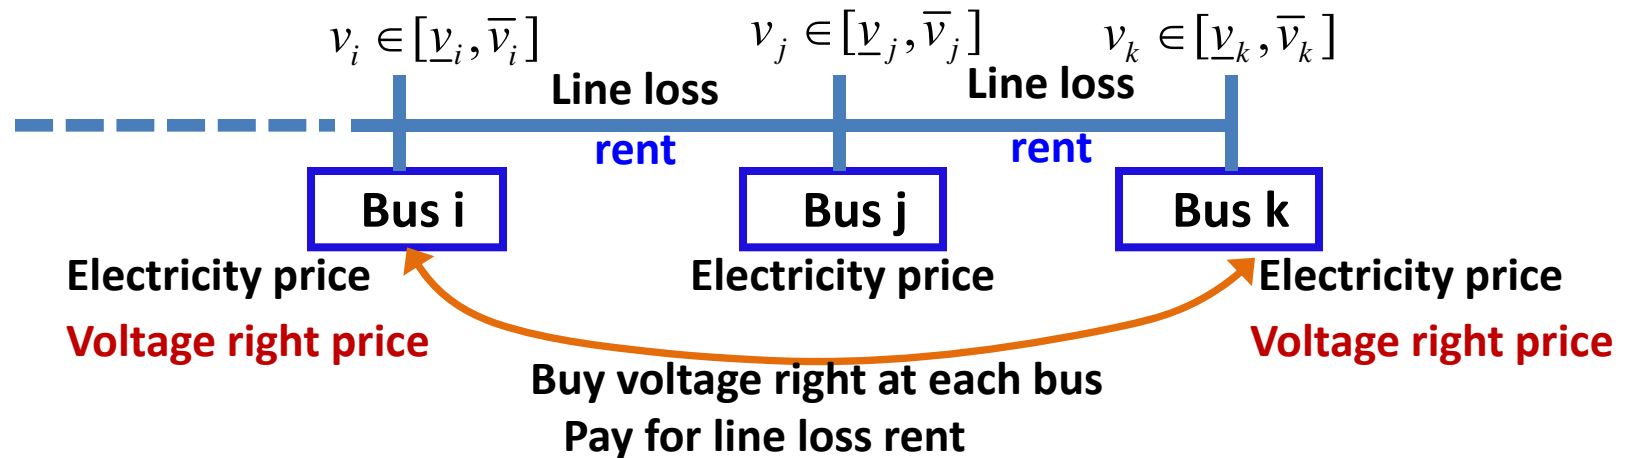 v_i ∈ [v̲_i, v̅_i]
v_j ∈ [v̲_j, v̅_j]
v_k ∈ [v̲_k, v̅_k]
Line loss
Line loss
rent
rent
Bus i
Bus j
Bus k
Electricity price
Electricity price
Electricity price
Voltage right price
Voltage right price
Buy voltage right at each bus
Pay for line loss rent